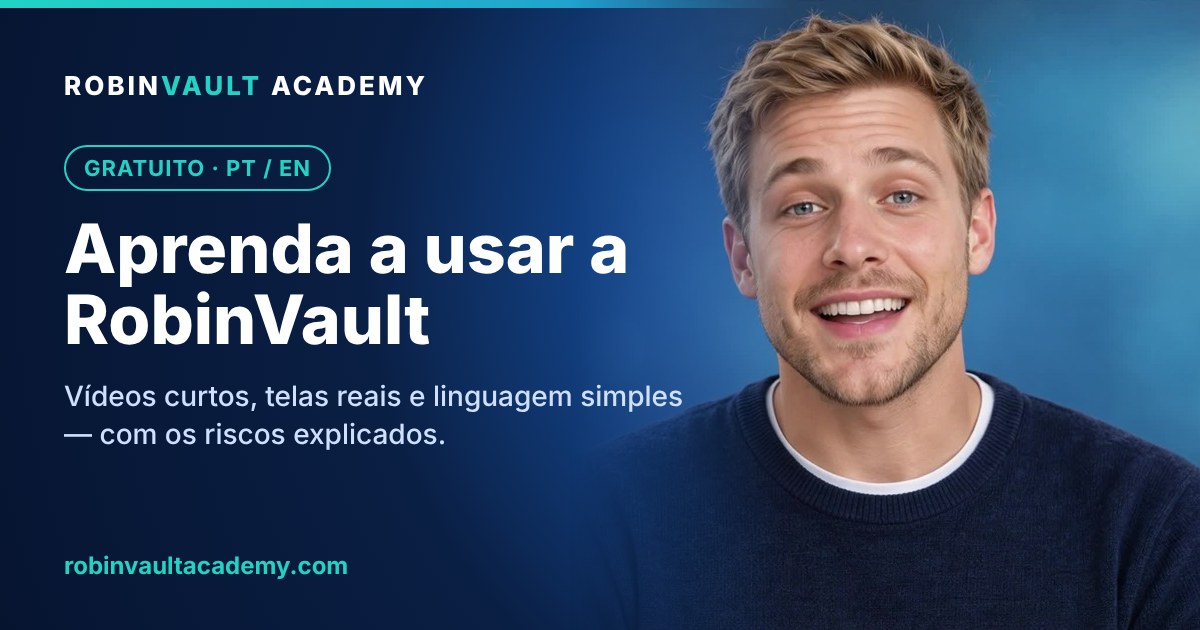 ROBINVAULT ACADEMY
GRATUITO · PT / EN
Aprenda a usar a
RobinVault
Vídeos curtos, telas reais e linguagem simples
— com os riscos explicados.
robinvaultacademy.com